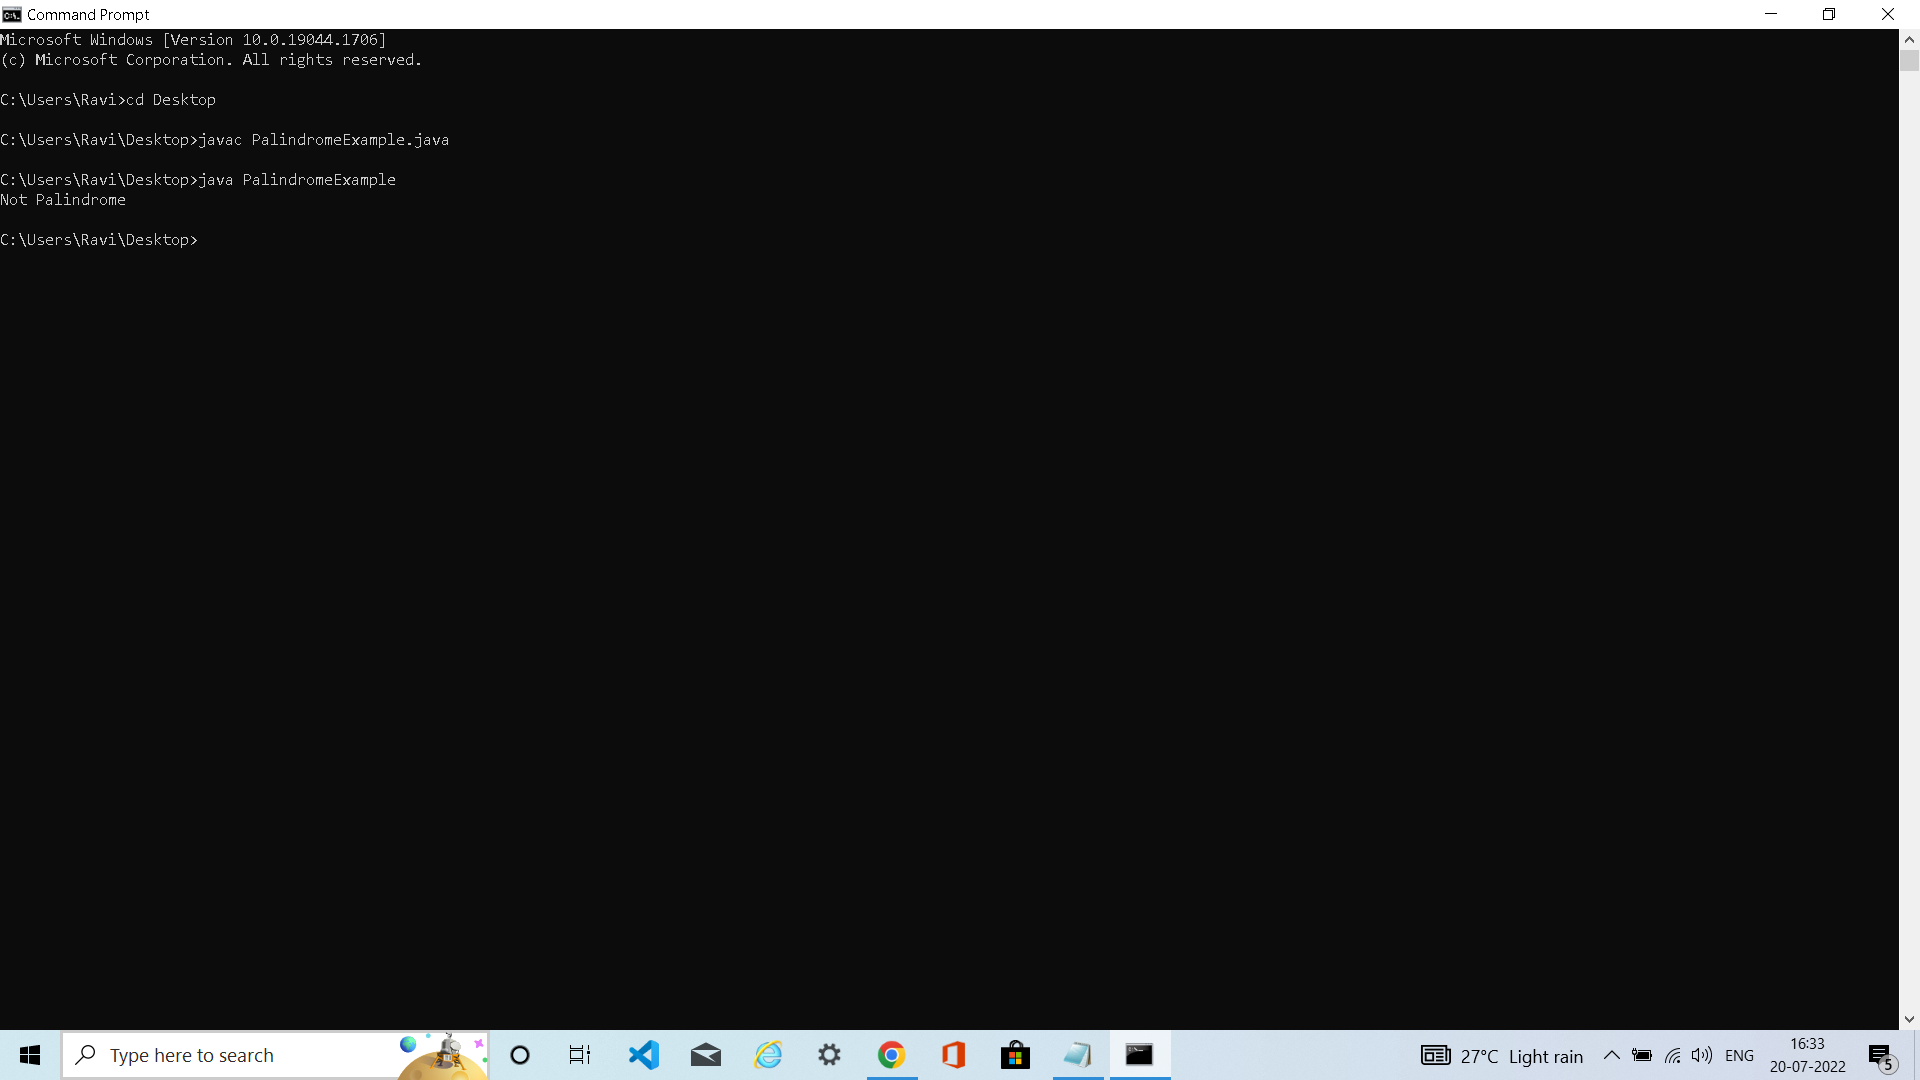 Command Prompt
Microsoft Windows [Version 10.0.19044.1706]
(c) Microsoft Corporation. All rights reserved.
C:\Users\Ravi>cd Desktop
C:\Users\Ravi\Desktop>javac PalindromeExample.java
C:\Users\Ravi\Desktop>java PalindromeExample
Not Palindrome
C:\Users\Ravi\Desktop>
Type here to search
27°C Light rain
ENG
16:33
20-07-2022
5